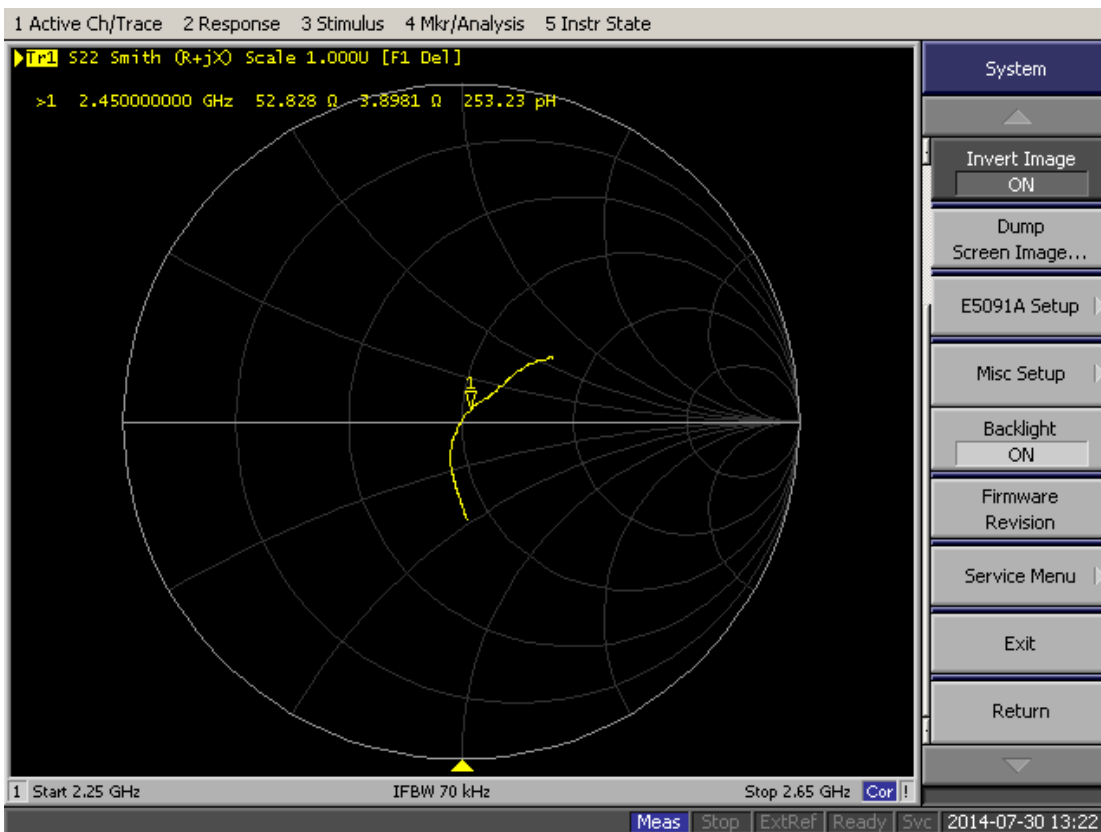 1 Active Ch/Trace 2 Response 3 Stimulus 4 Mkr/Analysis 5 Instr State
Tr1 S22 Smith (R+jX) Scale 1.000U [F1 Del]
>1 2.450000000 GHz 52.828 Ω 3.8981 Ω 253.23 pH
1
System
Invert Image
ON
Dump
Screen Image...
E5091A Setup
Misc Setup
Backlight
ON
Firmware
Revision
Service Menu
Exit
Return
1 Start 2.25 GHz IFBW 70 kHz Stop 2.65 GHz Cor !
Meas Stop ExtRef Ready Svc 2014-07-30 13:22